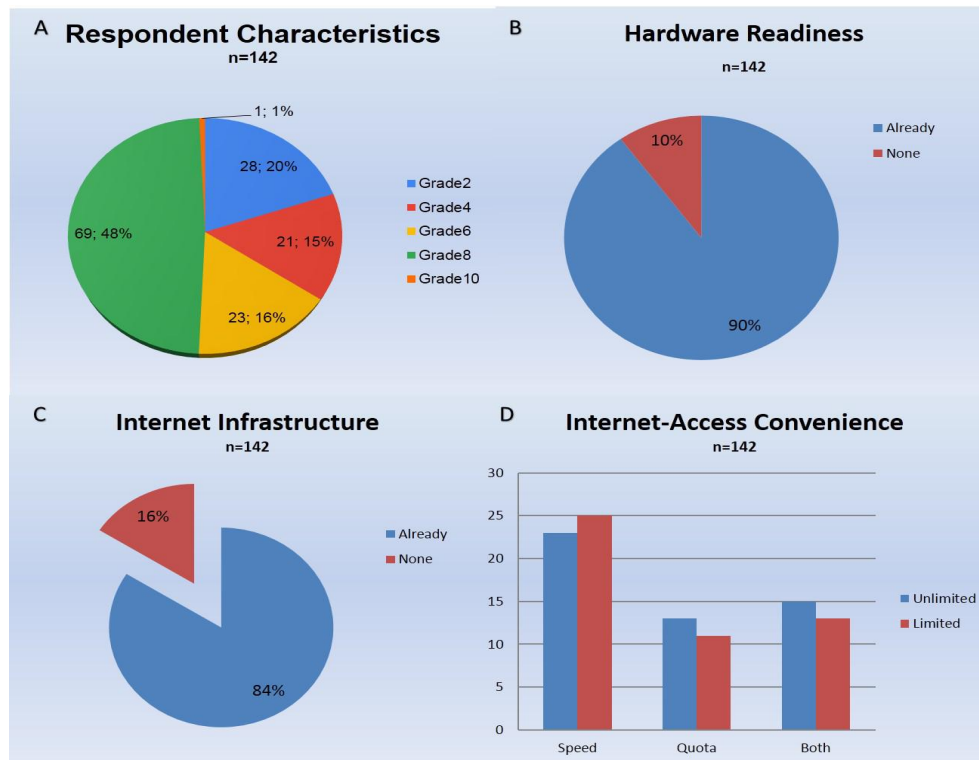 A
Respondent Characteristics
n=142
1; 1%
28; 20%
21; 15%
23; 16%
69; 48%
Grade2
Grade4
Grade6
Grade8
Grade10
B
Hardware Readiness
n=142
10%
90%
Already
None
C
Internet Infrastructure
n=142
16%
84%
Already
None
D
Internet-Access Convenience
n=142
30
25
20
15
10
5
0
Speed Quota Both
Unlimited
Limited